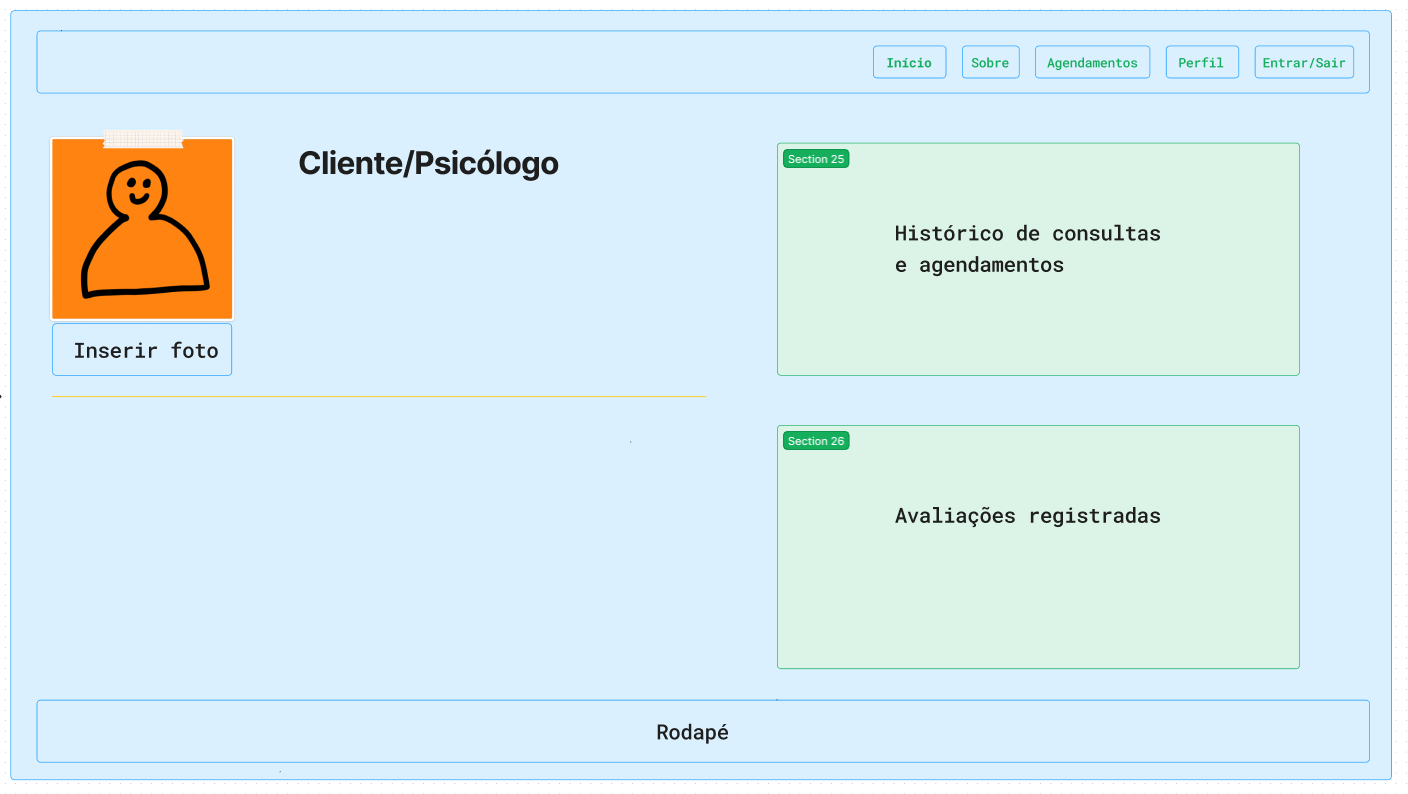 Início
Sobre
Agendamentos
Perfil
Entrar/Sair
Cliente/Psicólogo
Inserir foto
Section 25
Histórico de consultas
e agendamentos
Section 26
Avaliações registradas
Rodapé